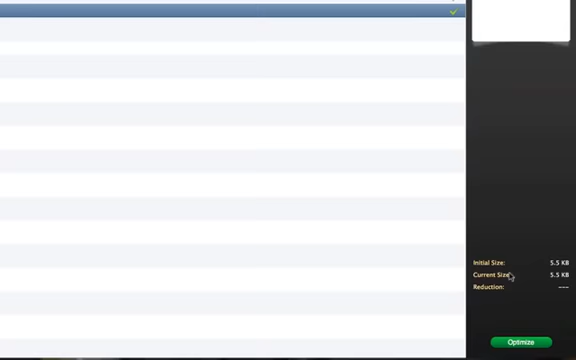 Initial Size: 5.5 KB
Current Size: 5.5 KB
Reduction: ---
Optimize